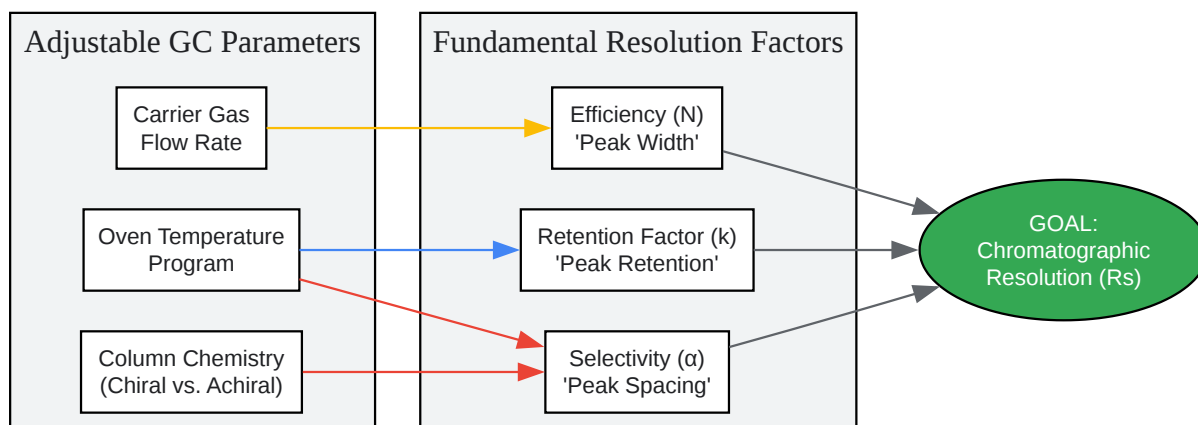 Adjustable GC Parameters
Carrier Gas
Flow Rate
Oven Temperature
Program
Column Chemistry
(Chiral vs. Achiral)
Fundamental Resolution Factors
Efficiency (N)
'Peak Width'
Retention Factor (k)
'Peak Retention'
Selectivity (α)
'Peak Spacing'
GOAL:
Chromatographic
Resolution (Rs)